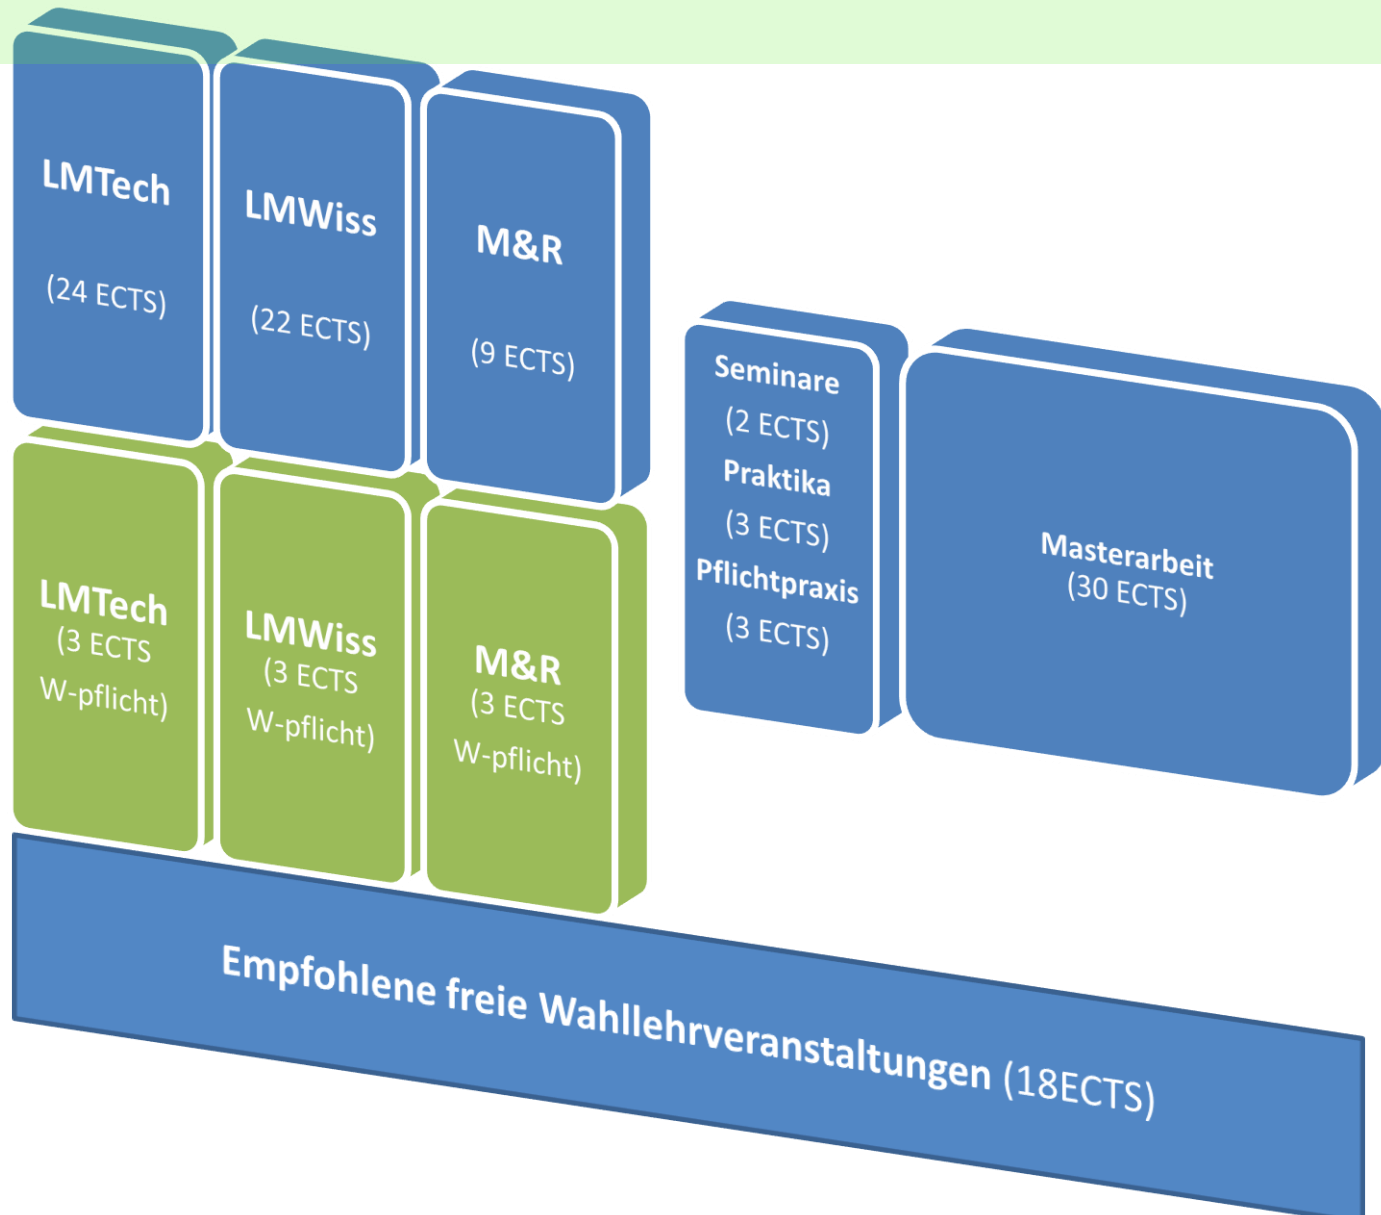 LMTech
(24 ECTS)
LMWiss
(22 ECTS)
M&R
(9 ECTS)
LMTech
(3 ECTS
W-pflicht)
LMWiss
(3 ECTS
W-pflicht)
M&R
(3 ECTS
W-pflicht)
Seminare
(2 ECTS)
Praktika
(3 ECTS)
Pflichtpraxis
(3 ECTS)
Masterarbeit
(30 ECTS)
Empfohlene freie Wahllehrveranstaltungen (18ECTS)